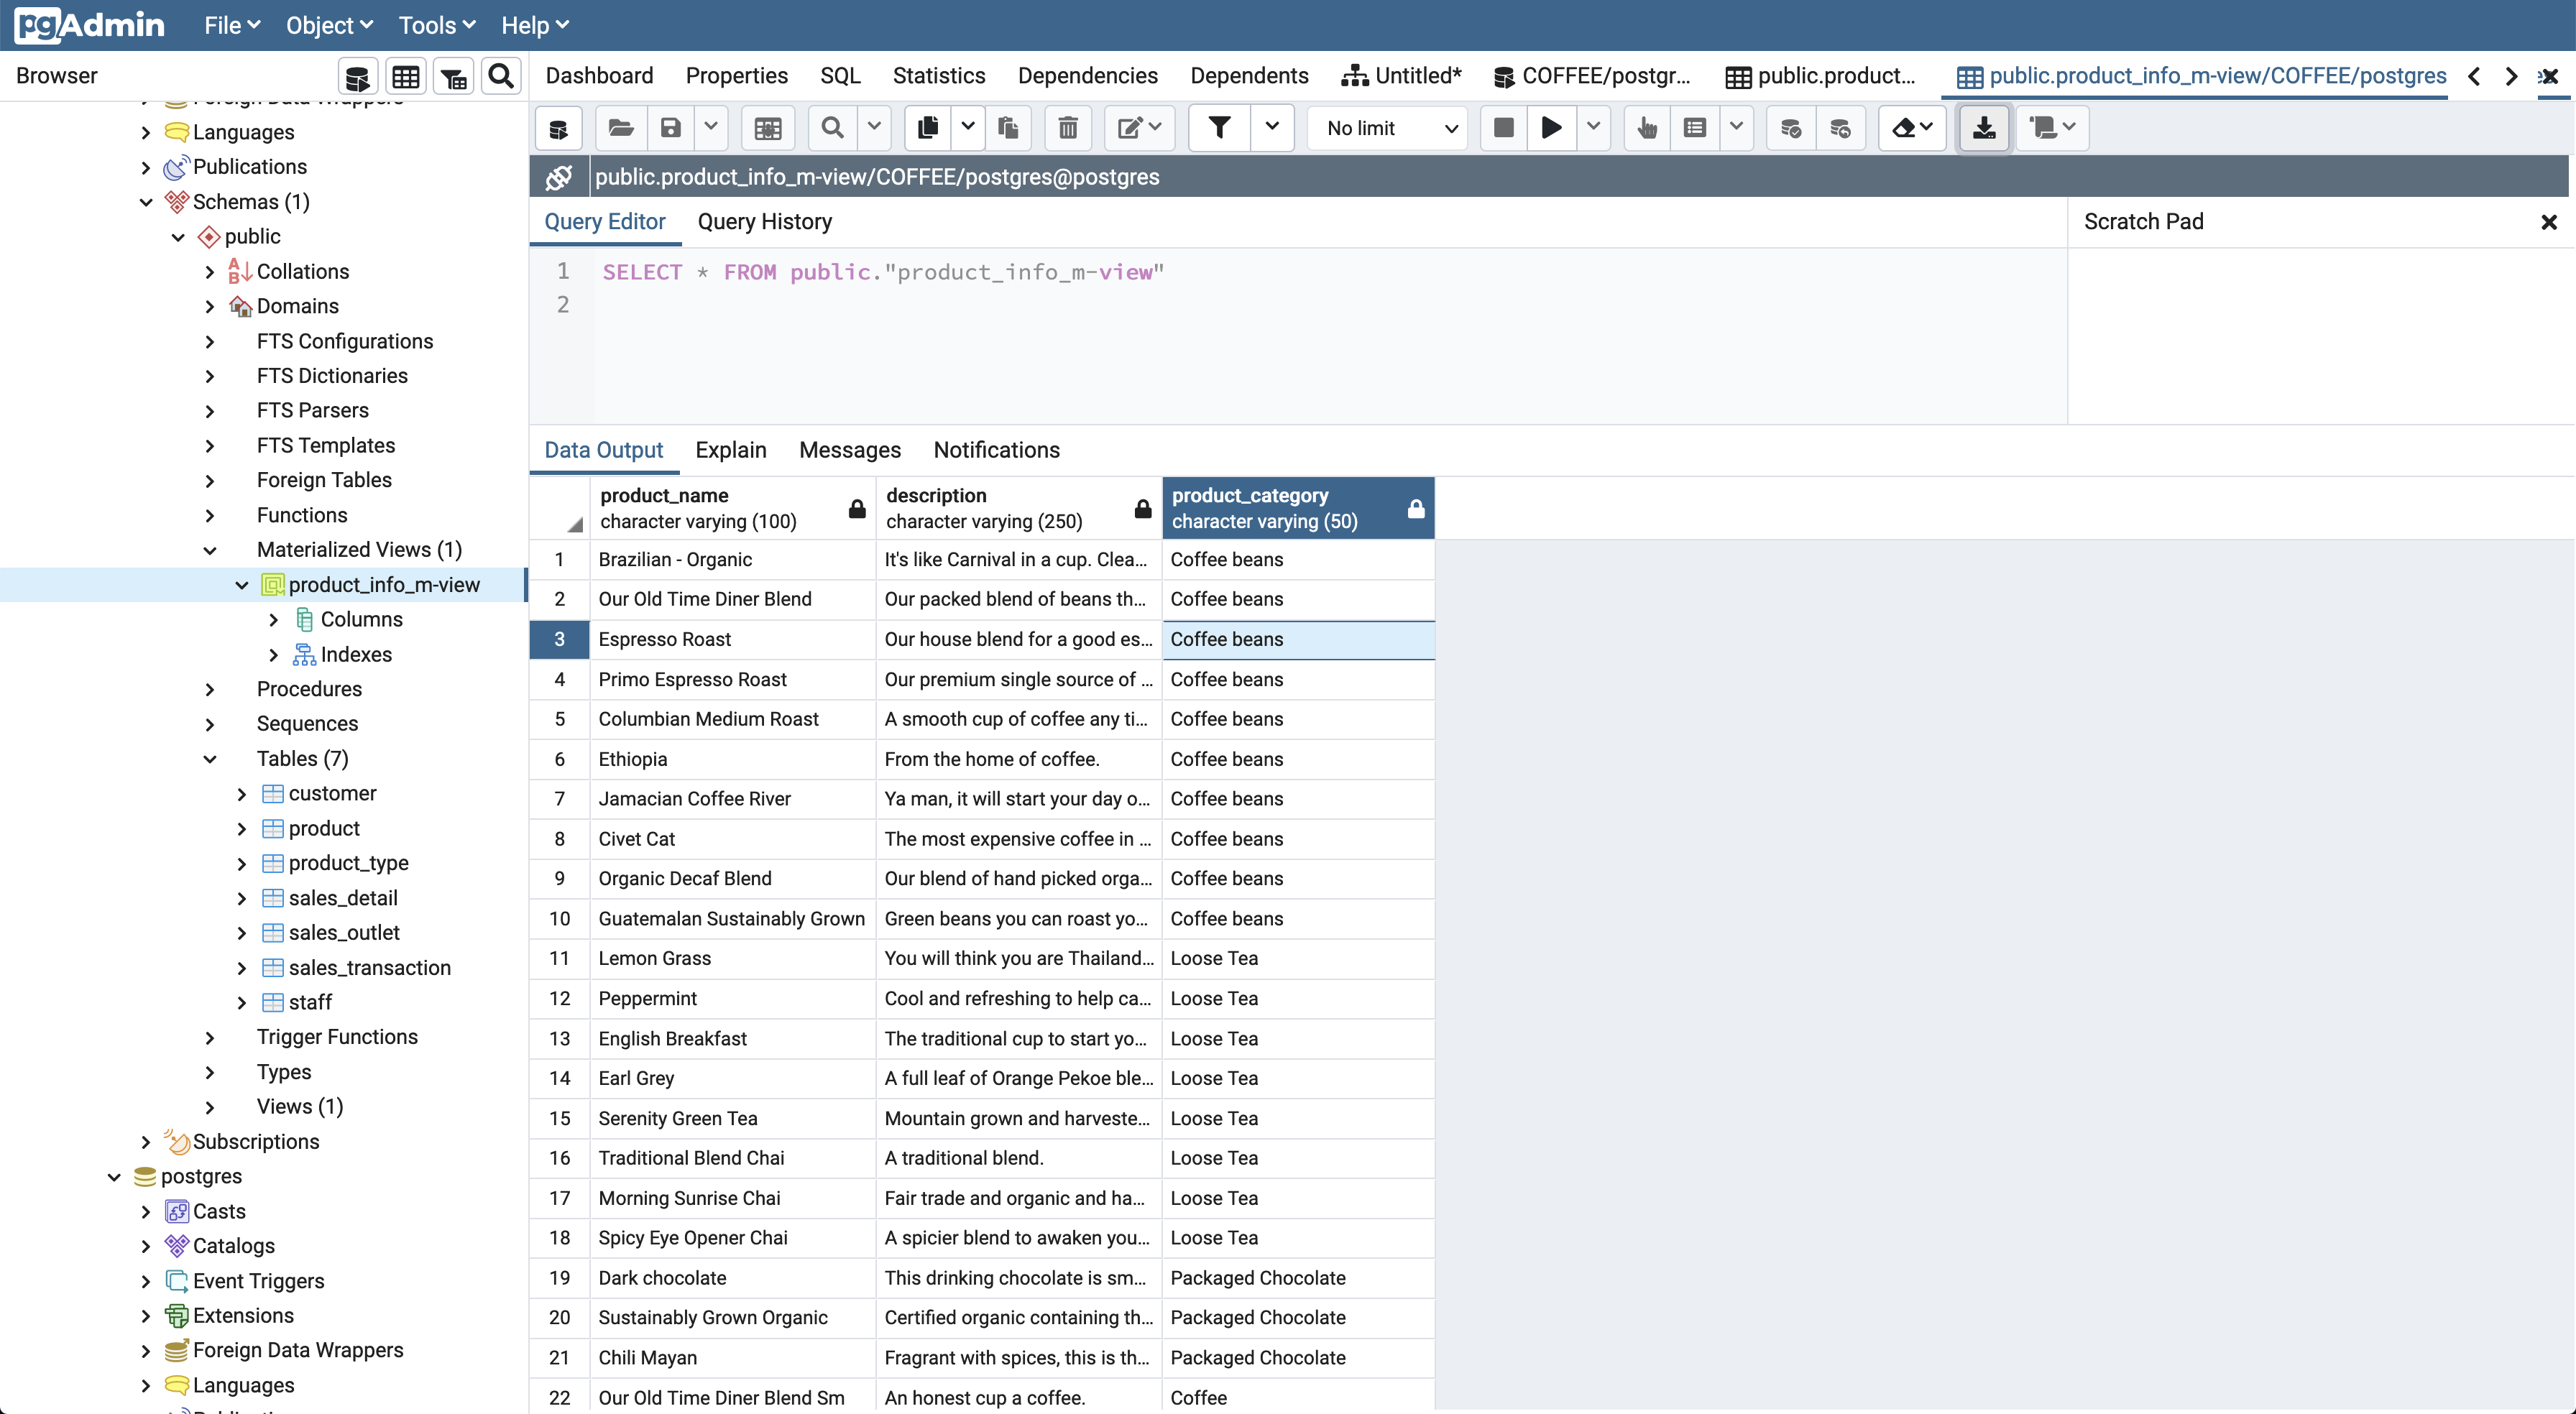 pgAdmin File Object Tools Help
Browser
Dashboard Properties SQL Statistics Dependencies Dependents Untitled* COFFEE/postgr... public.product... public.product_info_m-view/COFFEE/postgres
No limit
public.product_info_m-view/COFFEE/postgres@postgres
Query Editor Query History
Scratch Pad
1 SELECT * FROM public."product_info_m-view"
2
Foreign Data Wrappers
Languages
Publications
Schemas (1)
public
Collations
Domains
FTS Configurations
FTS Dictionaries
FTS Parsers
FTS Templates
Foreign Tables
Functions
Materialized Views (1)
product_info_m-view
Columns
Indexes
Procedures
Sequences
Tables (7)
customer
product
product_type
sales_detail
sales_outlet
sales_transaction
staff
Trigger Functions
Types
Views (1)
Subscriptions
postgres
Casts
Catalogs
Event Triggers
Extensions
Foreign Data Wrappers
Languages
Data Output Explain Messages Notifications
product_name description product_category
character varying (100) character varying (250) character varying (50)
1 Brazilian - Organic It's like Carnival in a cup. Clea... Coffee beans
2 Our Old Time Diner Blend Our packed blend of beans th... Coffee beans
3 Espresso Roast Our house blend for a good es... Coffee beans
4 Primo Espresso Roast Our premium single source of ... Coffee beans
5 Columbian Medium Roast A smooth cup of coffee any ti... Coffee beans
6 Ethiopia From the home of coffee. Coffee beans
7 Jamacian Coffee River Ya man, it will start your day o... Coffee beans
8 Civet Cat The most expensive coffee in ... Coffee beans
9 Organic Decaf Blend Our blend of hand picked orga... Coffee beans
10 Guatemalan Sustainably Grown Green beans you can roast yo... Coffee beans
11 Lemon Grass You will think you are Thailand... Loose Tea
12 Peppermint Cool and refreshing to help ca... Loose Tea
13 English Breakfast The traditional cup to start yo... Loose Tea
14 Earl Grey A full leaf of Orange Pekoe ble... Loose Tea
15 Serenity Green Tea Mountain grown and harveste... Loose Tea
16 Traditional Blend Chai A traditional blend. Loose Tea
17 Morning Sunrise Chai Fair trade and organic and ha... Loose Tea
18 Spicy Eye Opener Chai A spicier blend to awaken you... Loose Tea
19 Dark chocolate This drinking chocolate is sm... Packaged Chocolate
20 Sustainably Grown Organic Certified organic containing th... Packaged Chocolate
21 Chili Mayan Fragrant with spices, this is th... Packaged Chocolate
22 Our Old Time Diner Blend Sm An honest cup a coffee. Coffee